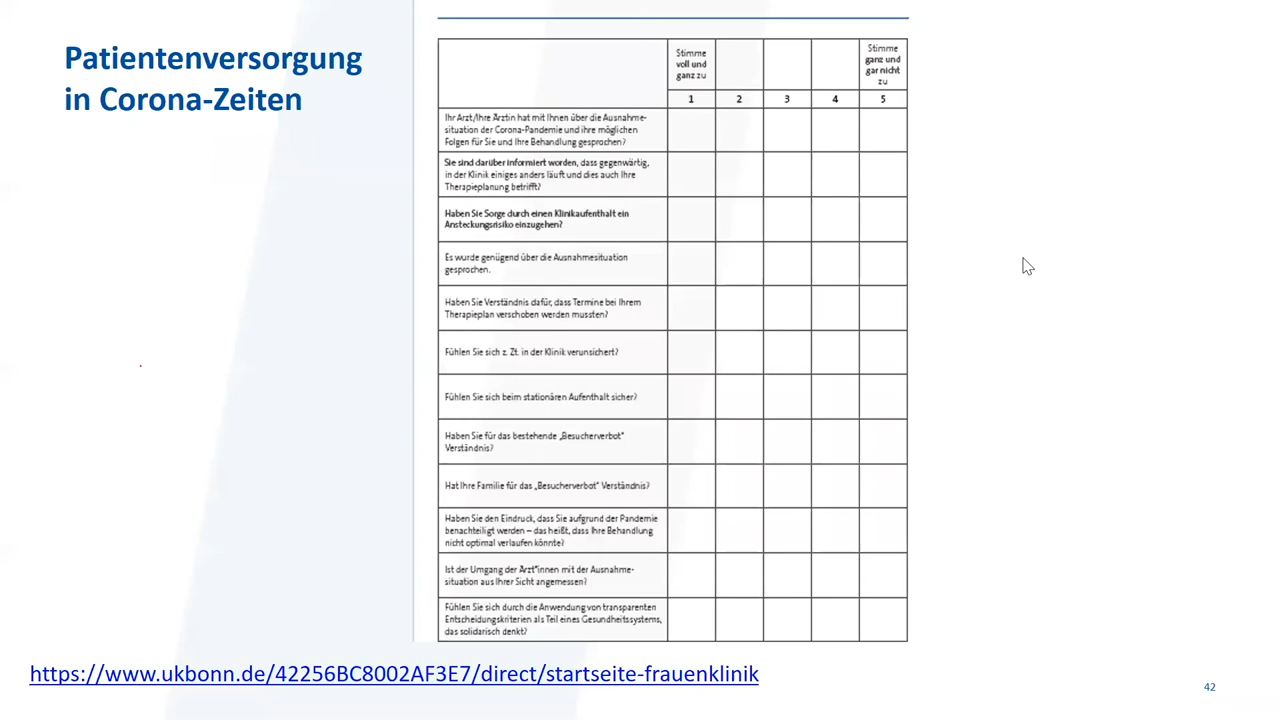 Patientenversorgung
in Corona-Zeiten
Stimme
voll und
ganz zu
Stimme
ganz und
gar nicht
zu
1 2 3 4 5
Ihr Arzt/Ihre Ärztin hat mit Ihnen über die Ausnahme-
situation der Corona-Pandemie und ihre möglichen
Folgen für Sie und Ihre Behandlung gesprochen?
Sie sind darüber informiert worden, dass gegenwärtig,
in der Klinik einiges anders läuft und dies auch Ihre
Therapieplanung betrifft?
Haben Sie Sorge durch einen Klinikaufenthalt ein
Ansteckungsrisiko einzugehen?
Es wurde genügend über die Ausnahmesituation
gesprochen.
Haben Sie Verständnis dafür, dass Termine bei Ihrem
Therapieplan verschoben werden mussten?
Fühlen Sie sich z. Zt. in der Klinik verunsichert?
Fühlen Sie sich beim stationären Aufenthalt sicher?
Haben Sie für das bestehende „Besucherverbot"
Verständnis?
Hat Ihre Familie für das „Besucherverbot" Verständnis?
Haben Sie den Eindruck, dass Sie aufgrund der Pandemie
benachteiligt werden – das heißt, dass Ihre Behandlung
nicht optimal verlaufen könnte?
Ist der Umgang der Arzt*innen mit der Ausnahme-
situation aus Ihrer Sicht angemessen?
Fühlen Sie sich durch die Anwendung von transparenten
Entscheidungskriterien als Teil eines Gesundheitssystems,
das solidarisch denkt?
https://www.ukbonn.de/42256BC8002AF3E7/direct/startseite-frauenklinik
42